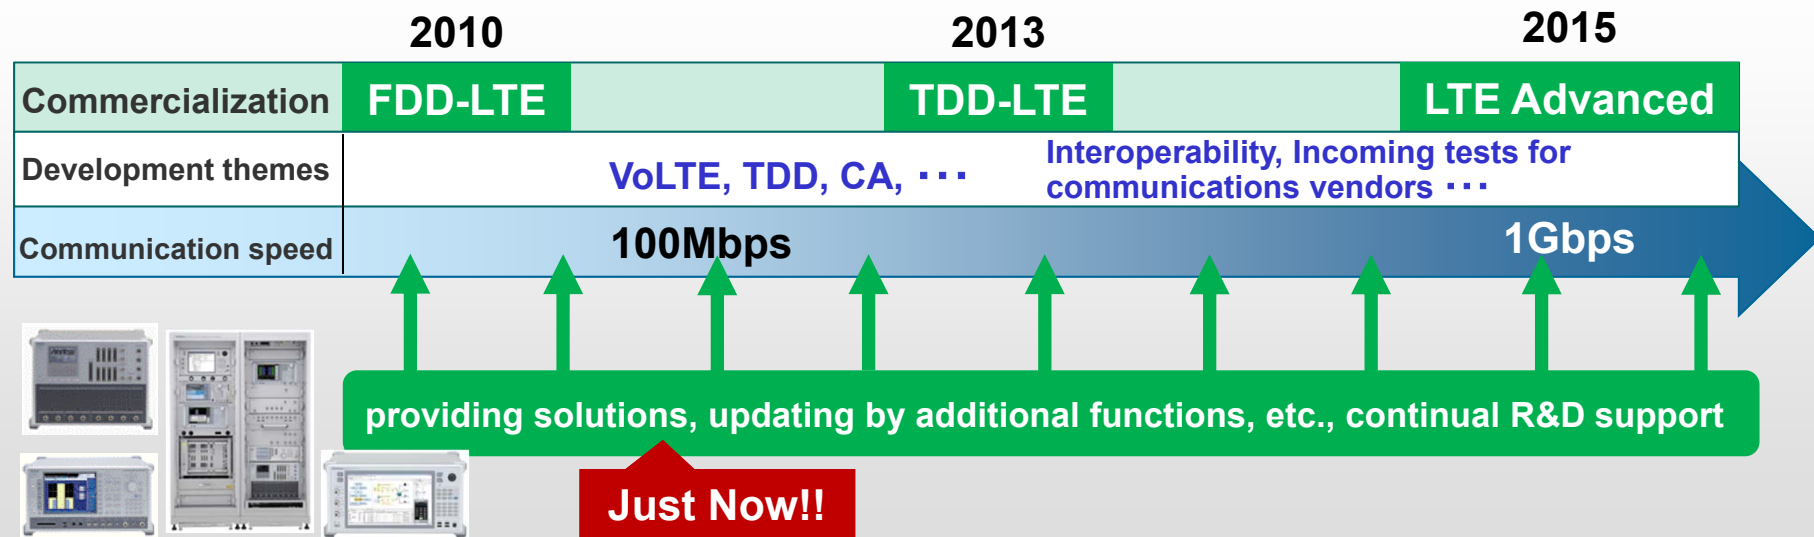 2010
2013
2015
Commercialization
FDD-LTE
TDD-LTE
LTE Advanced
Development themes
VoLTE, TDD, CA, ···
Interoperability, Incoming tests for
communications vendors ···
Communication speed
100Mbps
1Gbps
providing solutions, updating by additional functions, etc., continual R&D support
Just Now!!